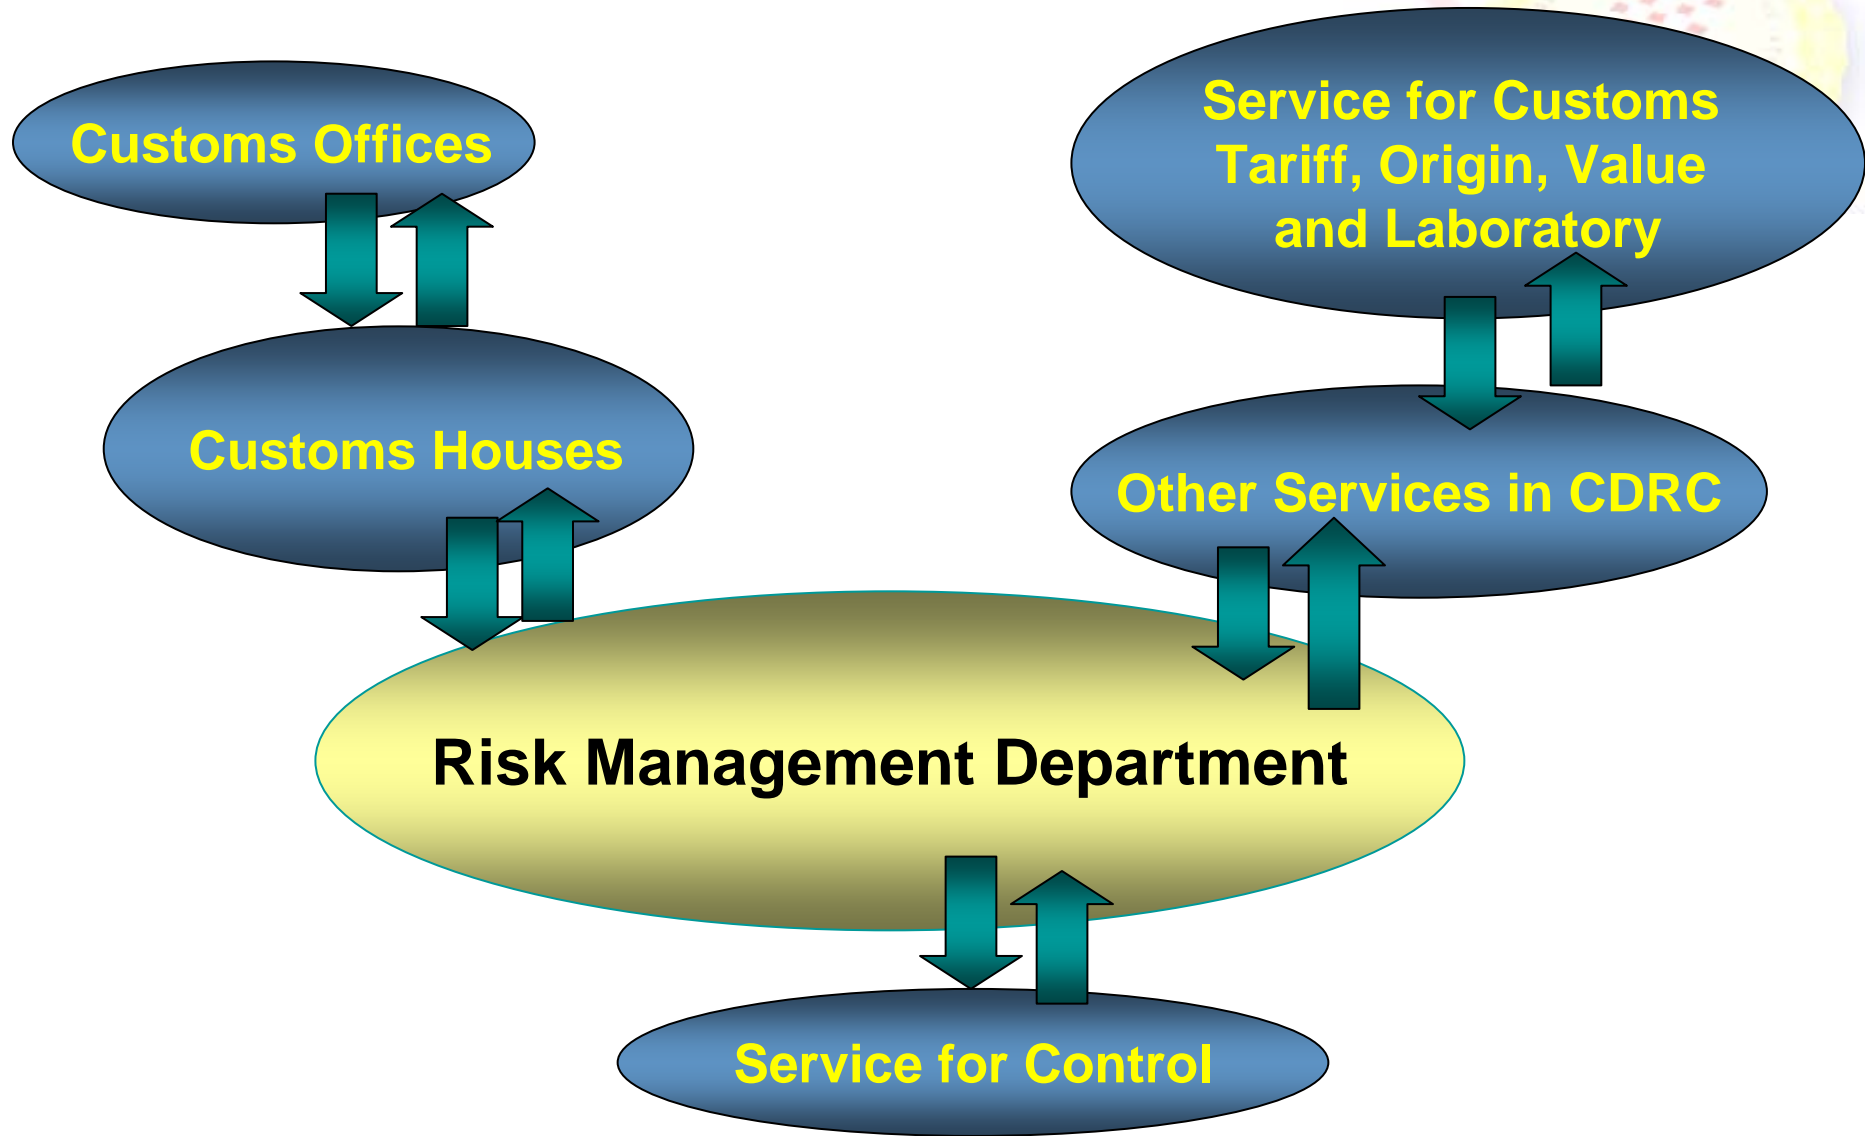 Customs Offices
Service for Customs
Tariff, Origin, Value
and Laboratory
Customs Houses
Other Services in CDRC
Risk Management Department
Service for Control